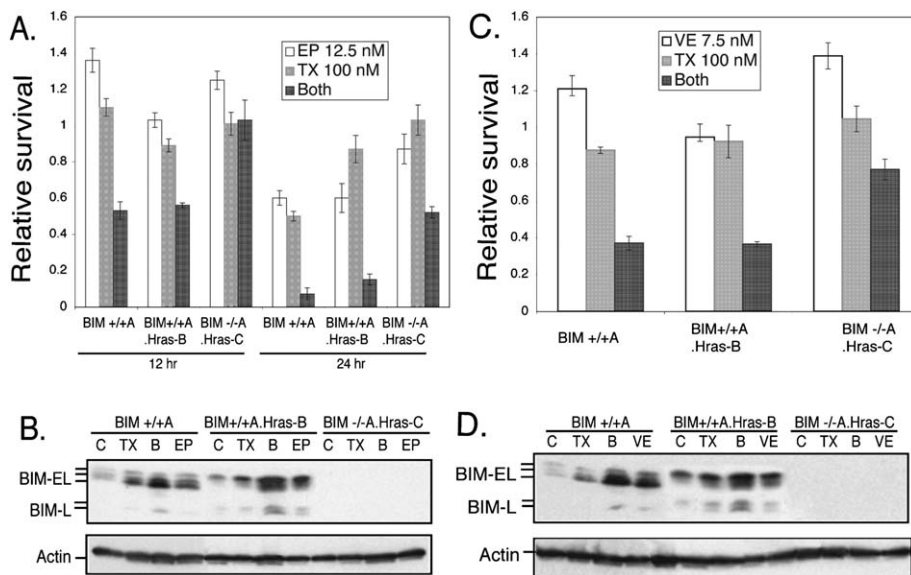 A.
Relative survival
1.6
1.4
1.2
1
0.8
0.6
0.4
0.2
0
EP 12.5 nM
TX 100 nM
Both
BIM +/+A
BIM+/+A
.Hras-B
BIM -/-A
.Hras-C
BIM +/+A
BIM+/+A
.Hras-B
BIM -/-A
.Hras-C
12 hr
24 hr
C.
Relative survival
1.6
1.4
1.2
1
0.8
0.6
0.4
0.2
0
VE 7.5 nM
TX 100 nM
Both
BIM +/+A
BIM+/+A
.Hras-B
BIM -/-A
.Hras-C
B.
BIM +/+A
BIM+/+A.Hras-B
BIM -/-A.Hras-C
C TX B EP C TX B EP C TX B EP
BIM-EL
BIM-L
Actin
D.
BIM +/+A
BIM+/+A.Hras-B
BIM -/-A.Hras-C
C TX B VE C TX B VE C TX B VE
BIM-EL
BIM-L
Actin